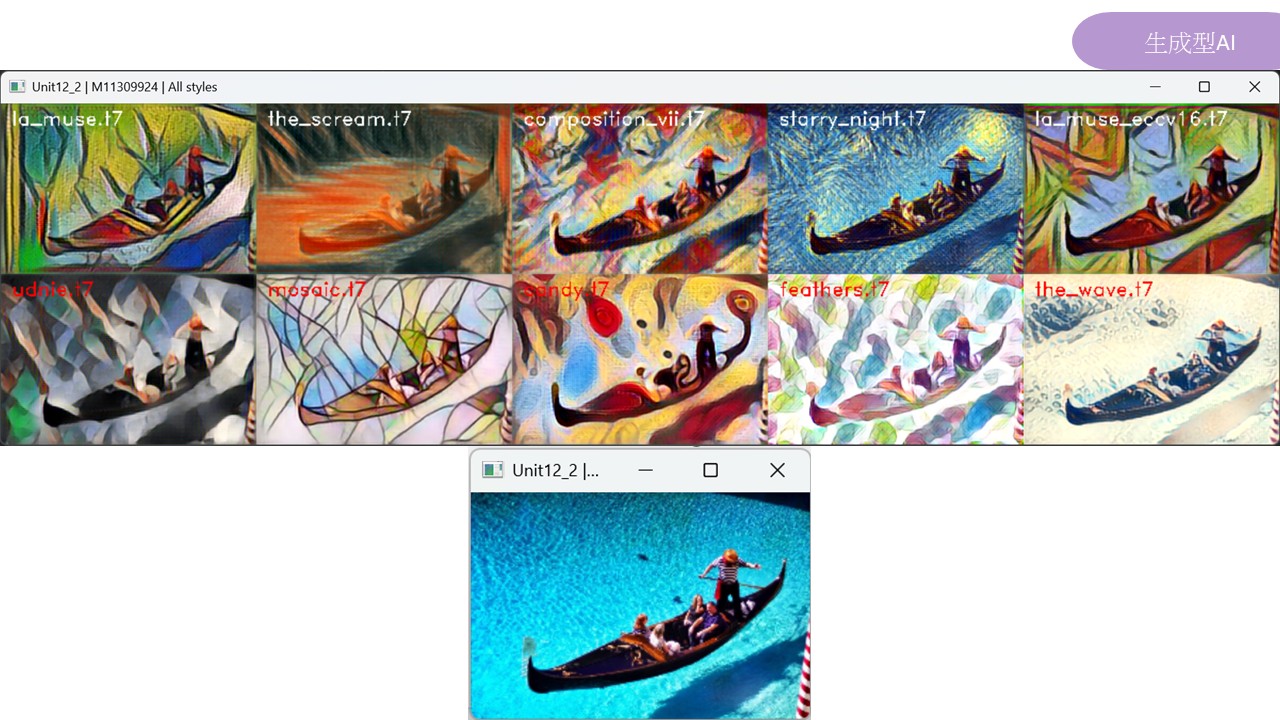 生成型AI
Unit12_2 | M11309924 | All styles
la_muse.t7
the_scream.t7
composition_vii.t7
starry_night.t7
la_muse_eccv16.t7
udnie.t7
mosaic.t7
candy.t7
feathers.t7
the_wave.t7
Unit12_2 |...